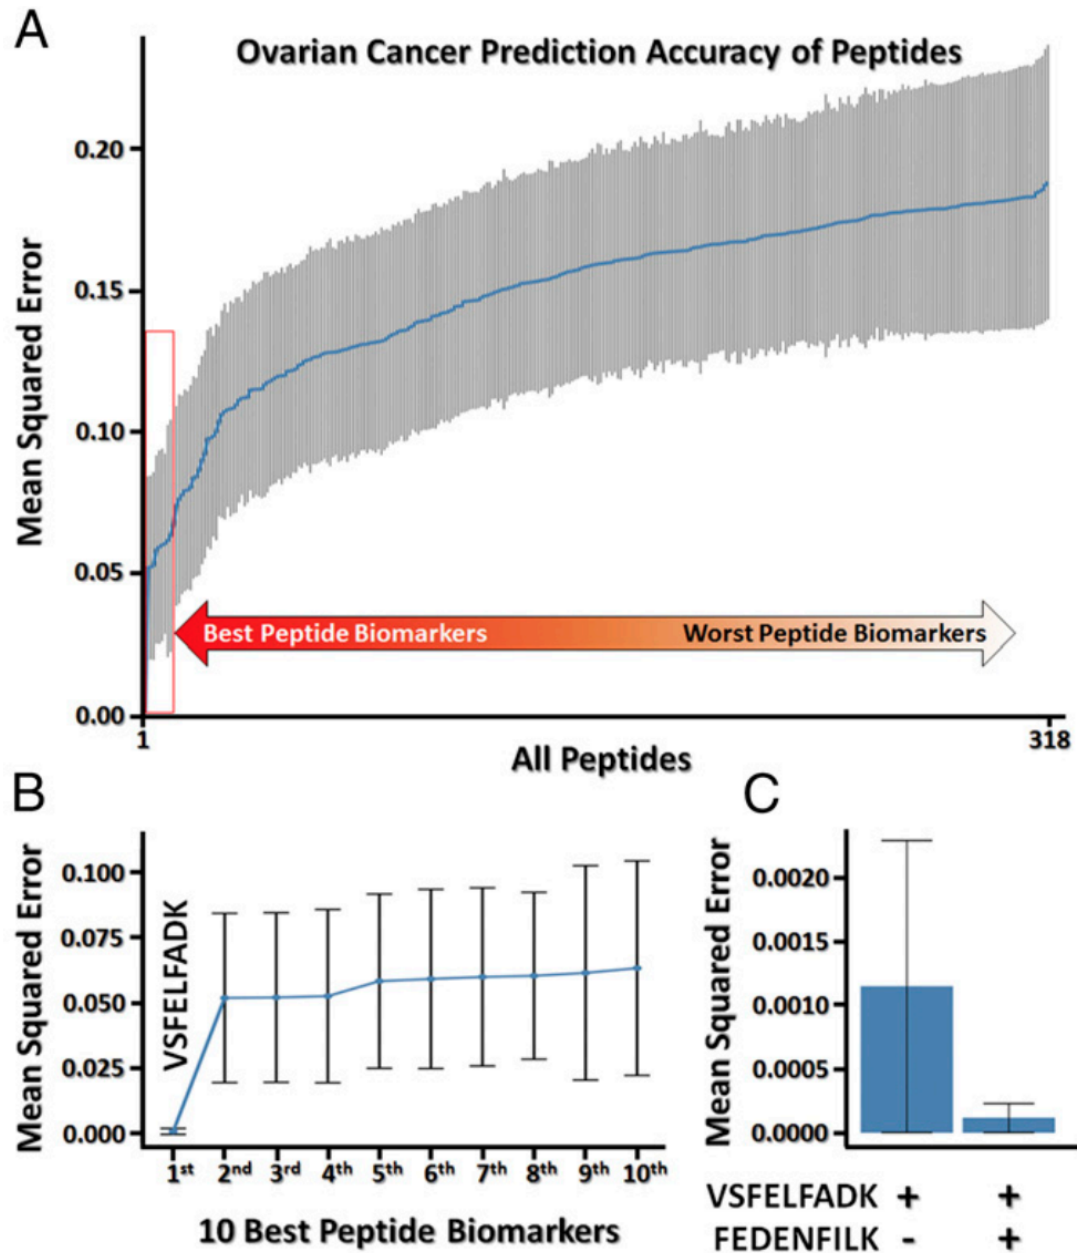 A
Ovarian Cancer Prediction Accuracy of Peptides
Mean Squared Error
0.20
0.15
0.10
0.05
0.00
Best Peptide Biomarkers
Worst Peptide Biomarkers
1
318
All Peptides
B
Mean Squared Error
0.100
0.075
0.050
0.025
0.000
VSFELFADK
1st 2nd 3rd 4th 5th 6th 7th 8th 9th 10th
10 Best Peptide Biomarkers
C
Mean Squared Error
0.0020
0.0015
0.0010
0.0005
0.0000
VSFELFADK + +
FEDENFILK - +